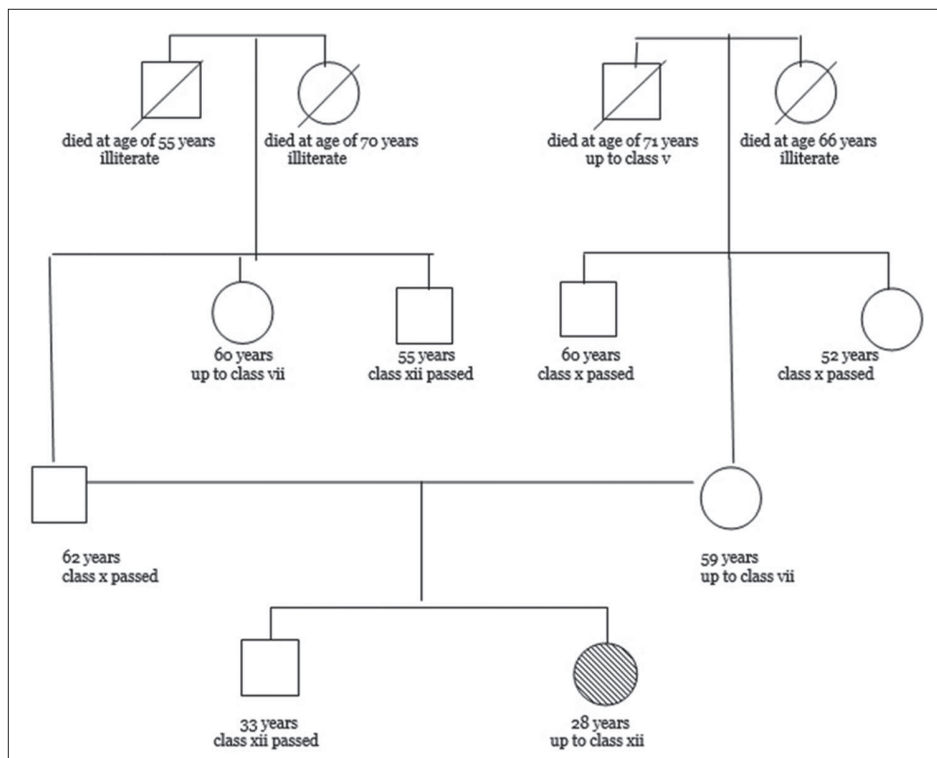 died at age of 55 years
illiterate
died at age of 70 years
illiterate
died at age of 71 years
up to class v
died at age 66 years
illiterate
60 years
up to class vii
55 years
class xii passed
60 years
class x passed
52 years
class x passed
62 years
class x passed
59 years
up to class vii
33 years
class xii passed
28 years
up to class xii